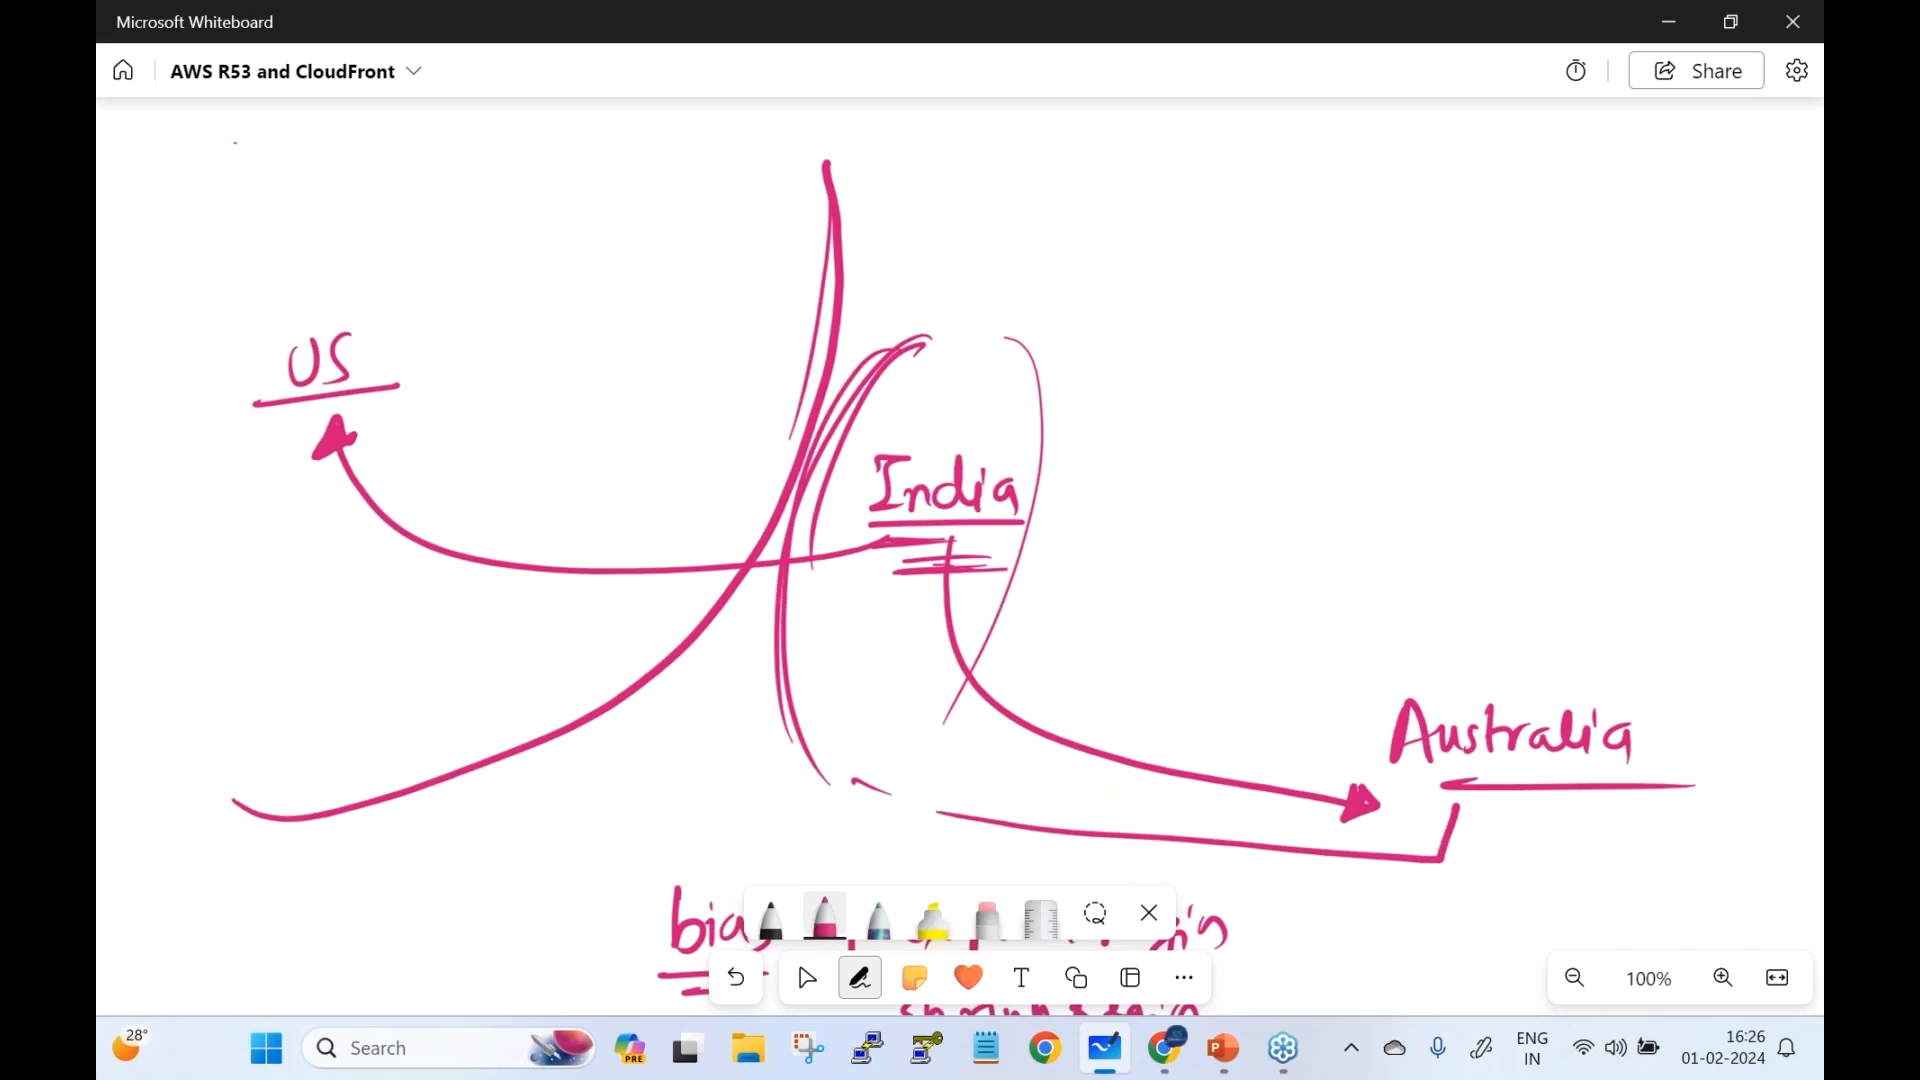 Microsoft Whiteboard
AWS R53 and CloudFront
Share
US
India
Australia
100%
28°
Search
PRE
ENG
IN
16:26
01-02-2024